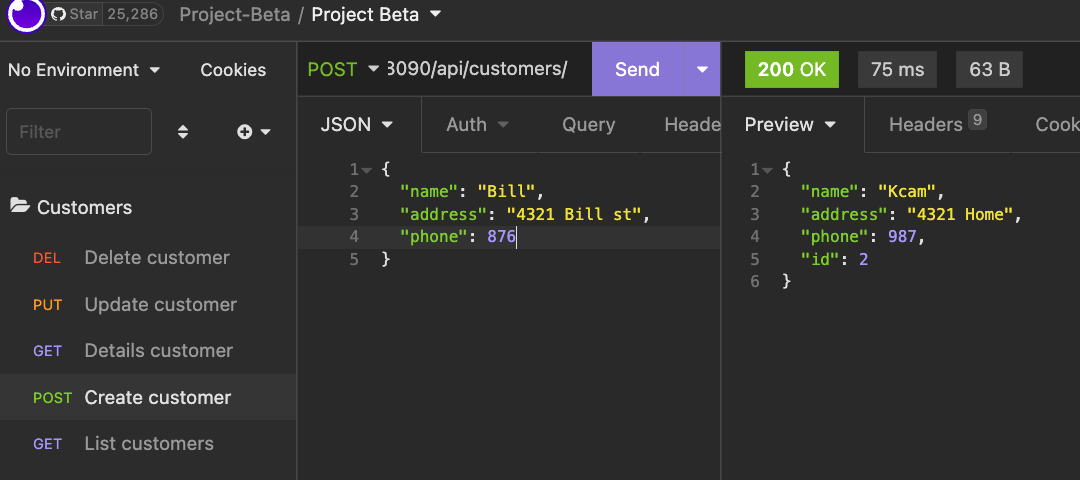 Star 25,286 Project-Beta / Project Beta
No Environment Cookies
POST 3090/api/customers/ Send
200 OK 75 ms 63 B
Filter
JSON Auth Query Heade
Preview Headers 9 Cook
Customers
DEL Delete customer
PUT Update customer
GET Details customer
POST Create customer
GET List customers
1 {
2 "name": "Bill",
3 "address": "4321 Bill st",
4 "phone": 876
5 }
1 {
2 "name": "Kcam",
3 "address": "4321 Home",
4 "phone": 987,
5 "id": 2
6 }